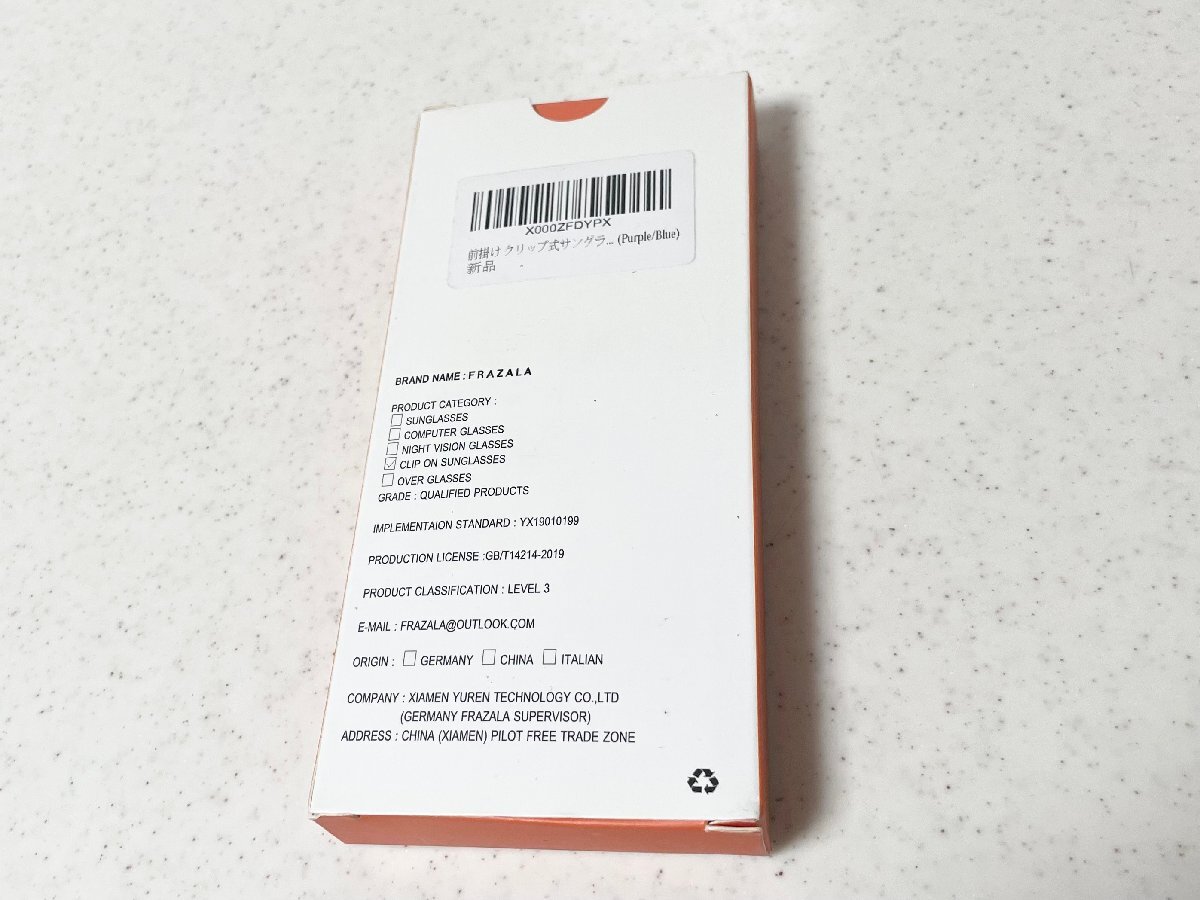 X000ZFDYPX
前掛け クリップ式サングラ... (Purple/Blue)
新品
BRAND NAME : FRAZALA
PRODUCT CATEGORY :
SUNGLASSES
COMPUTER GLASSES
NIGHT VISION GLASSES
CLIP ON SUNGLASSES
OVER GLASSES
GRADE : QUALIFIED PRODUCTS
IMPLEMENTAION STANDARD : YX19010199
PRODUCTION LICENSE :GB/T14214-2019
PRODUCT CLASSIFICATION : LEVEL 3
E-MAIL : FRAZALA@OUTLOOK.COM
ORIGIN : GERMANY CHINA ITALIAN
COMPANY : XIAMEN YUREN TECHNOLOGY CO.,LTD
(GERMANY FRAZALA SUPERVISOR)
ADDRESS : CHINA (XIAMEN) PILOT FREE TRADE ZONE